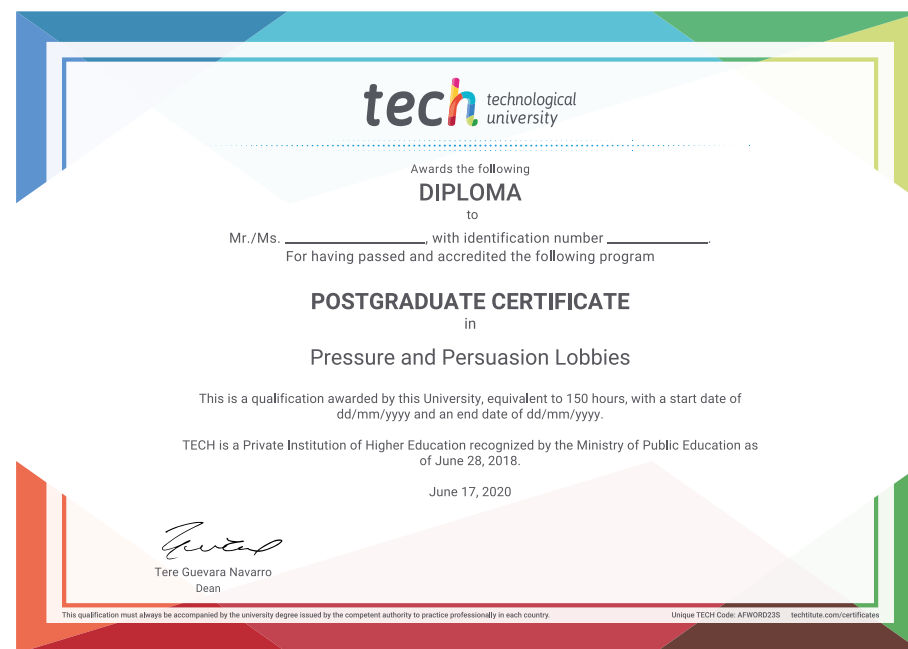 tech technological
university
Awards the following
DIPLOMA
to
Mr./Ms. ____________________, with identification number ______________.
For having passed and accredited the following program
POSTGRADUATE CERTIFICATE
in
Pressure and Persuasion Lobbies
This is a qualification awarded by this University, equivalent to 150 hours, with a start date of
dd/mm/yyyy and an end date of dd/mm/yyyy.
TECH is a Private Institution of Higher Education recognized by the Ministry of Public Education as
of June 28, 2018.
June 17, 2020
Tere Guevara Navarro
Dean
This qualification must always be accompanied by the university degree issued by the competent authority to practice professionally in each country. Unique TECH Code: AFWORD23S techtitute.com/certificates